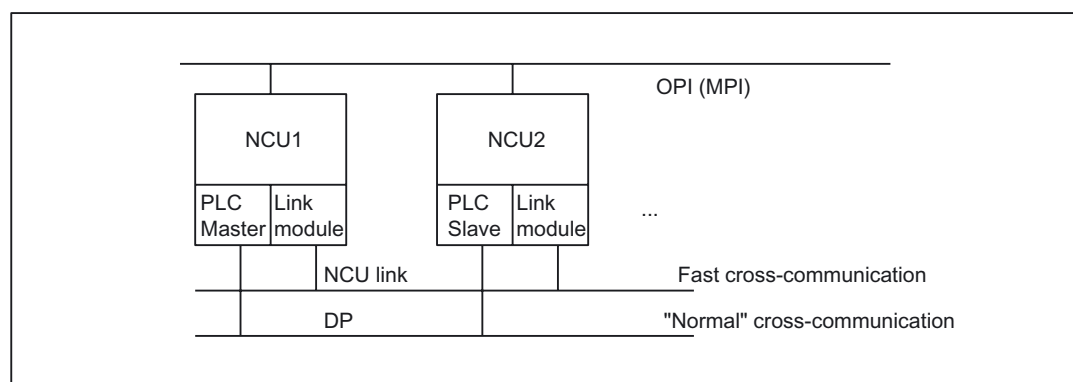 OPI (MPI)
NCU1
NCU2
PLC
Master
Link
module
PLC
Slave
Link
module
...
NCU link
Fast cross-communication
DP
"Normal" cross-communication